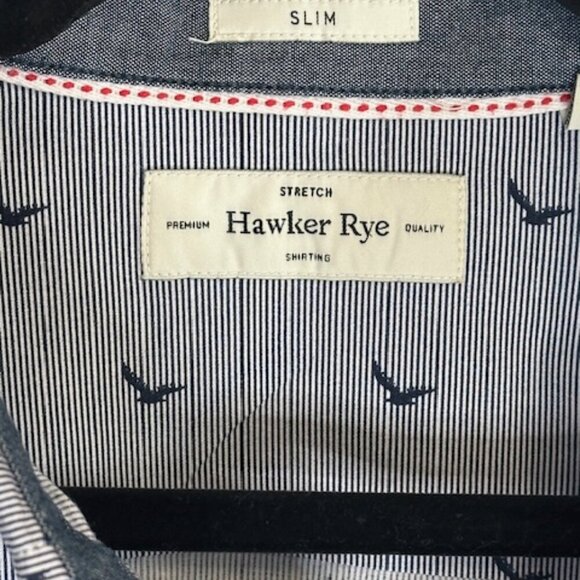 SLIM
STRETCH
PREMIUM Hawker Rye QUALITY
SHIRTING